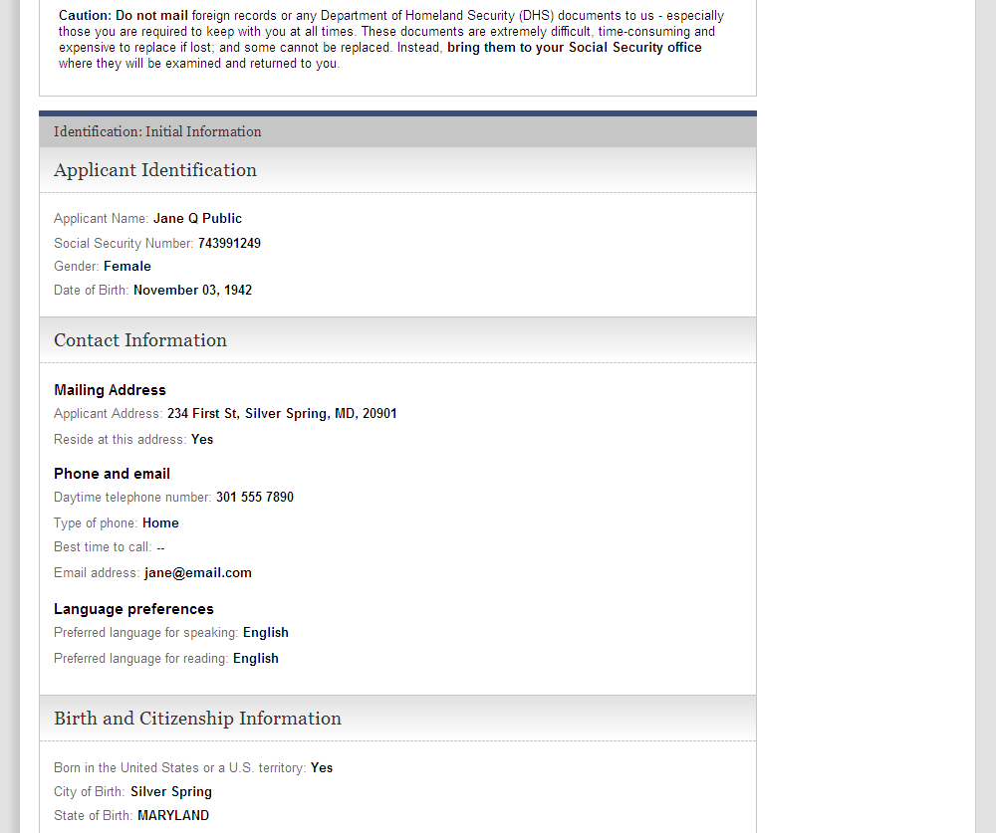 Caution: Do not mail foreign records or any Department of Homeland Security (DHS) documents to us - especially
those you are required to keep with you at all times. These documents are extremely difficult, time-consuming and
expensive to replace if lost; and some cannot be replaced. Instead, bring them to your Social Security office
where they will be examined and returned to you.
Identification: Initial Information
Applicant Identification
Applicant Name: Jane Q Public
Social Security Number: 743991249
Gender: Female
Date of Birth: November 03, 1942
Contact Information
Mailing Address
Applicant Address: 234 First St, Silver Spring, MD, 20901
Reside at this address: Yes
Phone and email
Daytime telephone number: 301 555 7890
Type of phone: Home
Best time to call: --
Email address: jane@email.com
Language preferences
Preferred language for speaking: English
Preferred language for reading: English
Birth and Citizenship Information
Born in the United States or a U.S. territory: Yes
City of Birth: Silver Spring
State of Birth: MARYLAND